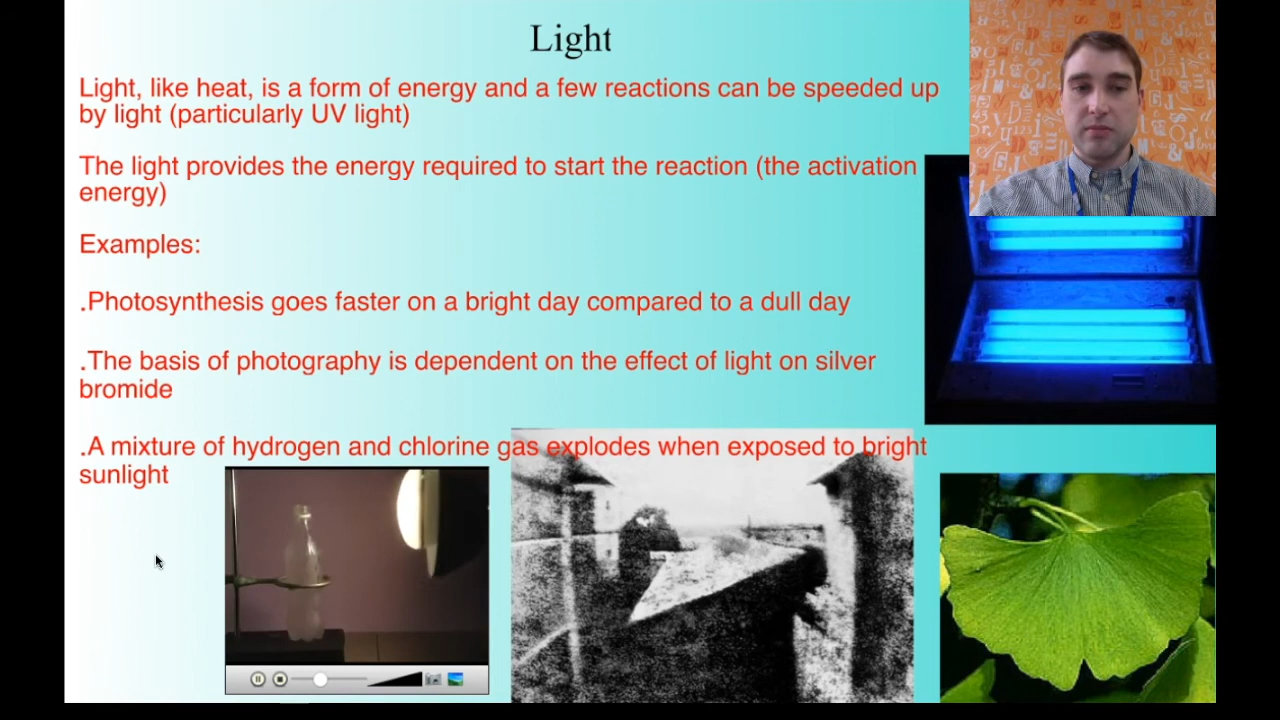 Light
Light, like heat, is a form of energy and a few reactions can be speeded up
by light (particularly UV light)
The light provides the energy required to start the reaction (the activation
energy)
Examples:
.Photosynthesis goes faster on a bright day compared to a dull day
.The basis of photography is dependent on the effect of light on silver
bromide
.A mixture of hydrogen and chlorine gas explodes when exposed to bright
sunlight